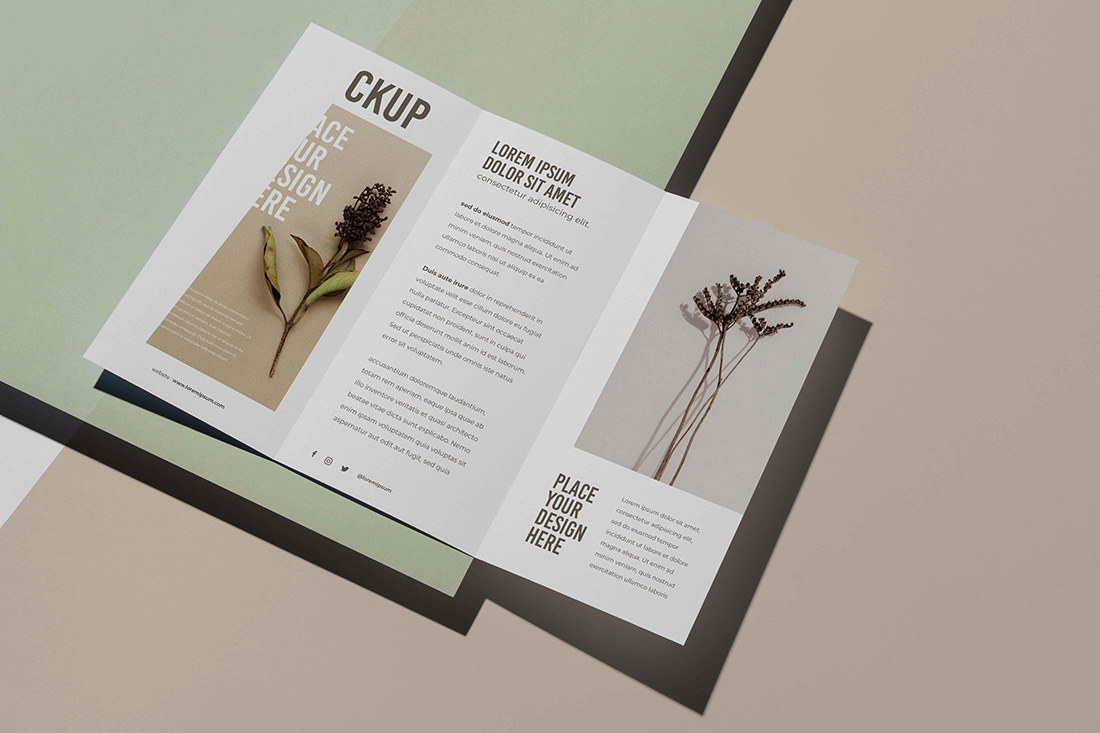 CKUP
ACE
UR
SIGN
ERE
website : www.loremipsum.com
LOREM IPSUM
DOLOR SIT AMET
consectetur adipisicing elit.
sed do eiusmod tempor incididunt ut
labore et dolore magna aliqua. Ut enim ad
minim veniam, quis nostrud exercitation
ullamco laboris nisi ut aliquip ex ea
commodo consequat.
Duis aute irure dolor in reprehenderit in
voluptate velit esse cillum dolore eu fugiat
nulla pariatur. Excepteur sint occaecat
cupidatat non proident, sunt in culpa qui
officia deserunt mollit anim id est laborum.
Sed ut perspiciatis unde omnis iste natus
error sit voluptatem.
accusantium doloremque laudantium,
totam rem aperiam, eaque ipsa quae ab
illo inventore veritatis et quasi architecto
beatae vitae dicta sunt explicabo. Nemo
enim ipsam voluptatem quia voluptas sit
aspernatur aut odit aut fugit, sed quia
@loremipsum
PLACE
YOUR
DESIGN
HERE
Lorem ipsum dolor sit amet,
consectetur adipisicing elit,
sed do eiusmod tempor
incididunt ut labore et dolore
magna aliqua. Ut enim ad
minim veniam, quis nostrud
exercitation ullamco laboris